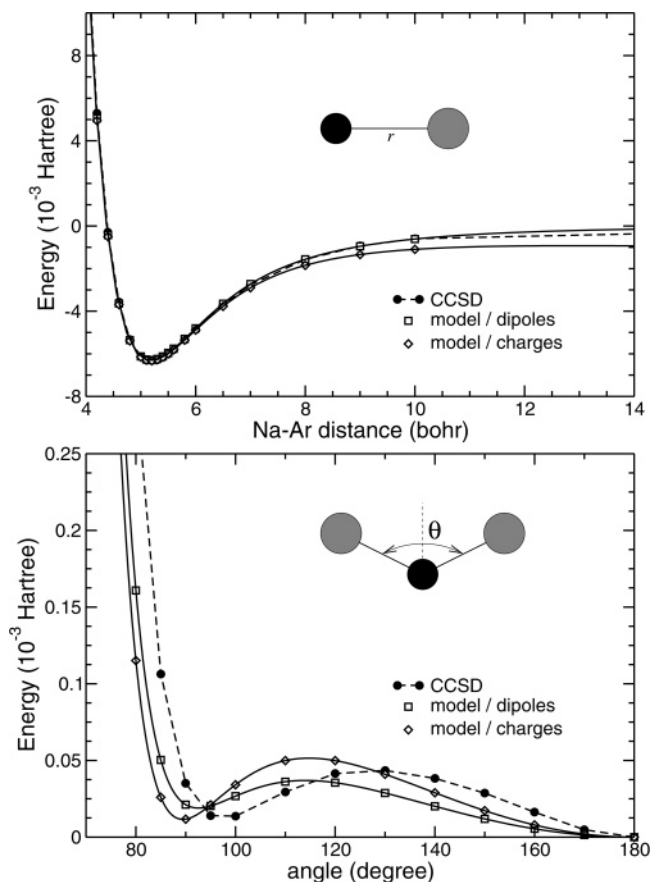 Energy (10⁻³ Hartree)
8
4
0
-4
-8
r
CCSD
model / dipoles
model / charges
4 6 8 10 12 14
Na-Ar distance (bohr)
Energy (10⁻³ Hartree)
0.25
0.2
0.15
0.1
0.05
0
θ
CCSD
model / dipoles
model / charges
80 100 120 140 160 180
angle (degree)